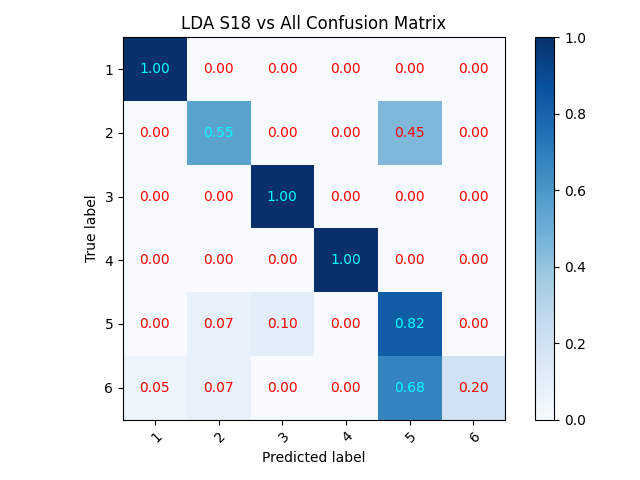 LDA S18 vs All Confusion Matrix
1 1.00 0.00 0.00 0.00 0.00 0.00
2 0.00 0.55 0.00 0.00 0.45 0.00
3 0.00 0.00 1.00 0.00 0.00 0.00
4 0.00 0.00 0.00 1.00 0.00 0.00
5 0.00 0.07 0.10 0.00 0.82 0.00
6 0.05 0.07 0.00 0.00 0.68 0.20
True label
1 2 3 4 5 6
Predicted label
1.0
0.8
0.6
0.4
0.2
0.0